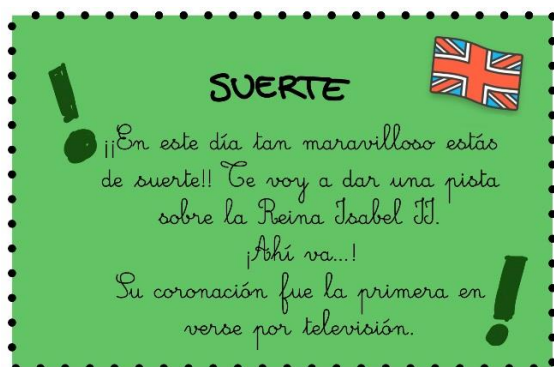 SUERTE
¡¡En este día tan maravilloso estás
de suerte!! Te voy a dar una pista
sobre la Reina Isabel II.
¡Ahí va...!
Su coronación fue la primera en
verse por televisión.